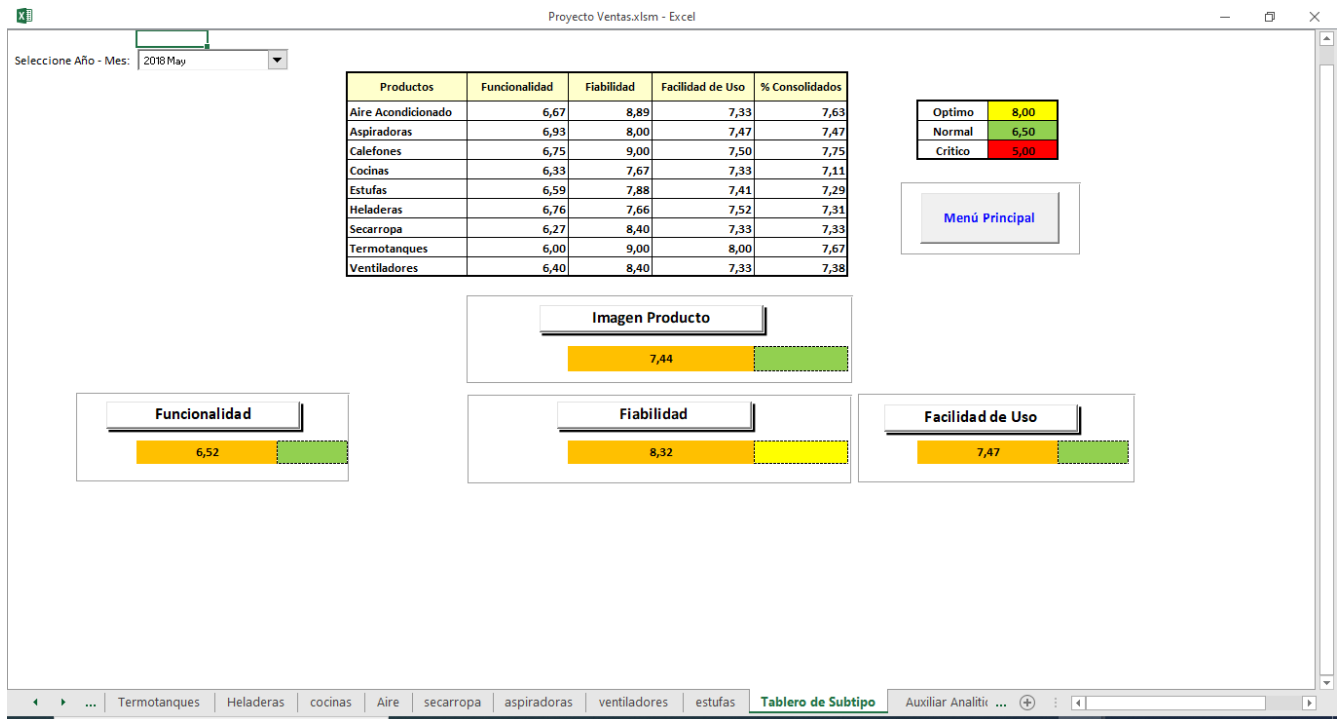 Proyecto Ventas.xlsm - Excel
Seleccione Año - Mes: 2018 May
Productos Funcionalidad Fiabilidad Facilidad de Uso % Consolidados
Aire Acondicionado 6,67 8,89 7,33 7,63
Aspiradoras 6,93 8,00 7,47 7,47
Calefones 6,75 9,00 7,50 7,75
Cocinas 6,33 7,67 7,33 7,11
Estufas 6,59 7,88 7,41 7,29
Heladeras 6,76 7,66 7,52 7,31
Secarropa 6,27 8,40 7,33 7,33
Termotanques 6,00 9,00 8,00 7,67
Ventiladores 6,40 8,40 7,33 7,38
Optimo 8,00
Normal 6,50
Critico 5,00
Menú Principal
Imagen Producto
7,44
Funcionalidad
6,52
Fiabilidad
8,32
Facilidad de Uso
7,47
... Termotanques Heladeras cocinas Aire secarropa aspiradoras ventiladores estufas Tablero de Subtipo Auxiliar Analitic ...